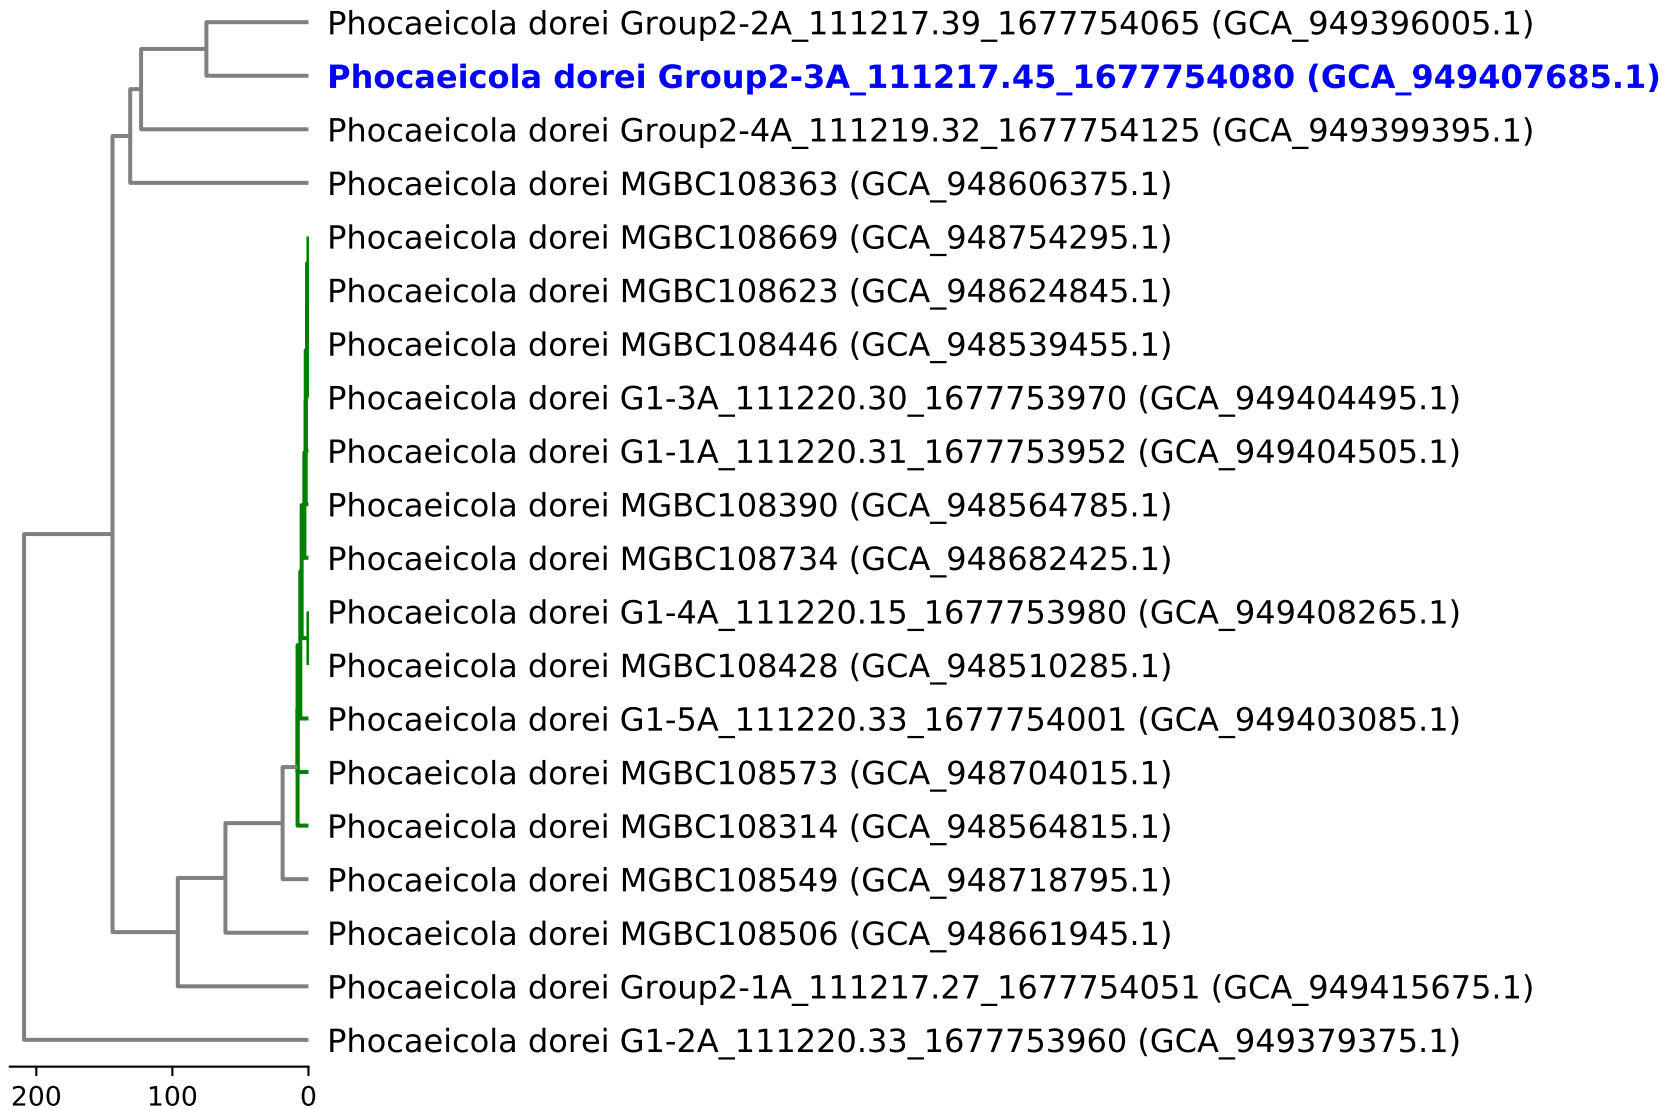 Phocaeicola dorei Group2-2A_111217.39_1677754065 (GCA_949396005.1)
Phocaeicola dorei Group2-3A_111217.45_1677754080 (GCA_949407685.1)
Phocaeicola dorei Group2-4A_111219.32_1677754125 (GCA_949399395.1)
Phocaeicola dorei MGBC108363 (GCA_948606375.1)
Phocaeicola dorei MGBC108669 (GCA_948754295.1)
Phocaeicola dorei MGBC108623 (GCA_948624845.1)
Phocaeicola dorei MGBC108446 (GCA_948539455.1)
Phocaeicola dorei G1-3A_111220.30_1677753970 (GCA_949404495.1)
Phocaeicola dorei G1-1A_111220.31_1677753952 (GCA_949404505.1)
Phocaeicola dorei MGBC108390 (GCA_948564785.1)
Phocaeicola dorei MGBC108734 (GCA_948682425.1)
Phocaeicola dorei G1-4A_111220.15_1677753980 (GCA_949408265.1)
Phocaeicola dorei MGBC108428 (GCA_948510285.1)
Phocaeicola dorei G1-5A_111220.33_1677754001 (GCA_949403085.1)
Phocaeicola dorei MGBC108573 (GCA_948704015.1)
Phocaeicola dorei MGBC108314 (GCA_948564815.1)
Phocaeicola dorei MGBC108549 (GCA_948718795.1)
Phocaeicola dorei MGBC108506 (GCA_948661945.1)
Phocaeicola dorei Group2-1A_111217.27_1677754051 (GCA_949415675.1)
Phocaeicola dorei G1-2A_111220.33_1677753960 (GCA_949379375.1)
200 100 0